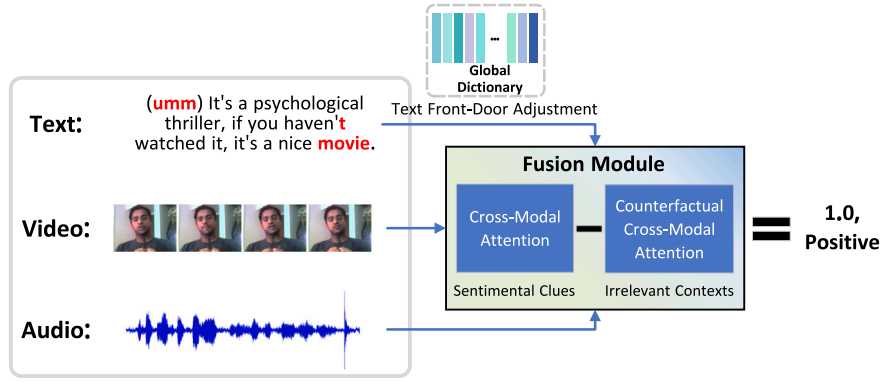 Global
Dictionary
Text Front-Door Adjustment
Text:
(umm) It's a psychological
thriller, if you haven't
watched it, it's a nice movie.
Video:
Audio:
Fusion Module
Cross-Modal
Attention
Counterfactual
Cross-Modal
Attention
Sentimental Clues
Irrelevant Contexts
1.0,
Positive